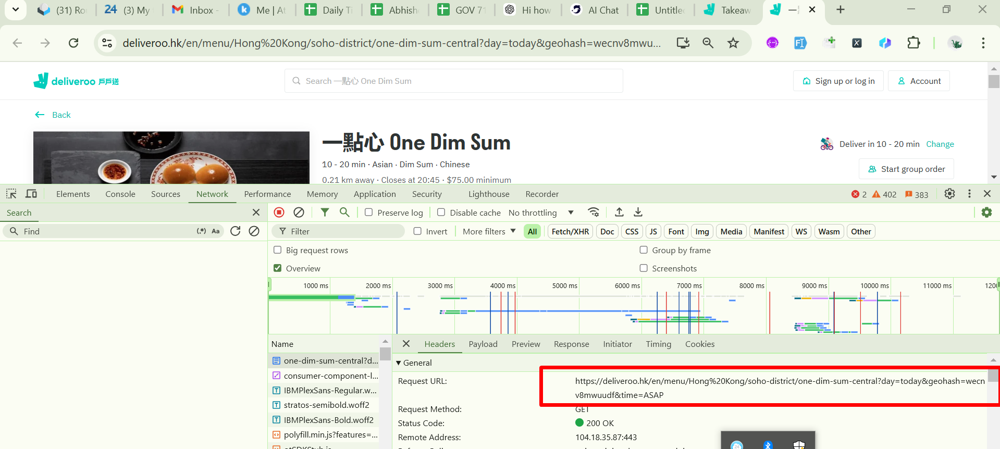 (31) Ro
24 (3) My
Inbox -
Me | At
Daily Ti
Abhish
GOV 71
Hi how
AI Chat
Untitle
Takeaw
一
deliveroo.hk/en/menu/Hong%20Kong/soho-district/one-dim-sum-central?day=today&geohash=wecnv8mwu...
deliveroo 戶戶送
Search 一點心 One Dim Sum
Sign up or log in
Account
Back
一點心 One Dim Sum
Deliver in 10 - 20 min Change
10 - 20 min · Asian · Dim Sum · Chinese
Start group order
0.21 km away · Closes at 20:45 · $75.00 minimum
Elements Console Sources Network Performance Memory Application Security Lighthouse Recorder 2 402 383
Search
Preserve log Disable cache No throttling
Find (.*) Aa
Filter Invert More filters All Fetch/XHR Doc CSS JS Font Img Media Manifest WS Wasm Other
Big request rows Group by frame
Overview Screenshots
1000 ms 2000 ms 3000 ms 4000 ms 5000 ms 6000 ms 7000 ms 8000 ms 9000 ms 10000 ms 11000 ms 1200
Name
Headers Payload Preview Response Initiator Timing Cookies
one-dim-sum-central?d...
consumer-component-l...
IBMPlexSans-Regular.w...
stratos-semibold.woff2
IBMPlexSans-Bold.woff2
polyfill.min.js?features=...
otSDKStub.js
General
Request URL: https://deliveroo.hk/en/menu/Hong%20Kong/soho-district/one-dim-sum-central?day=today&geohash=wecn
v8mwuudf&time=ASAP
Request Method: GET
Status Code: 200 OK
Remote Address: 104.18.35.87:443